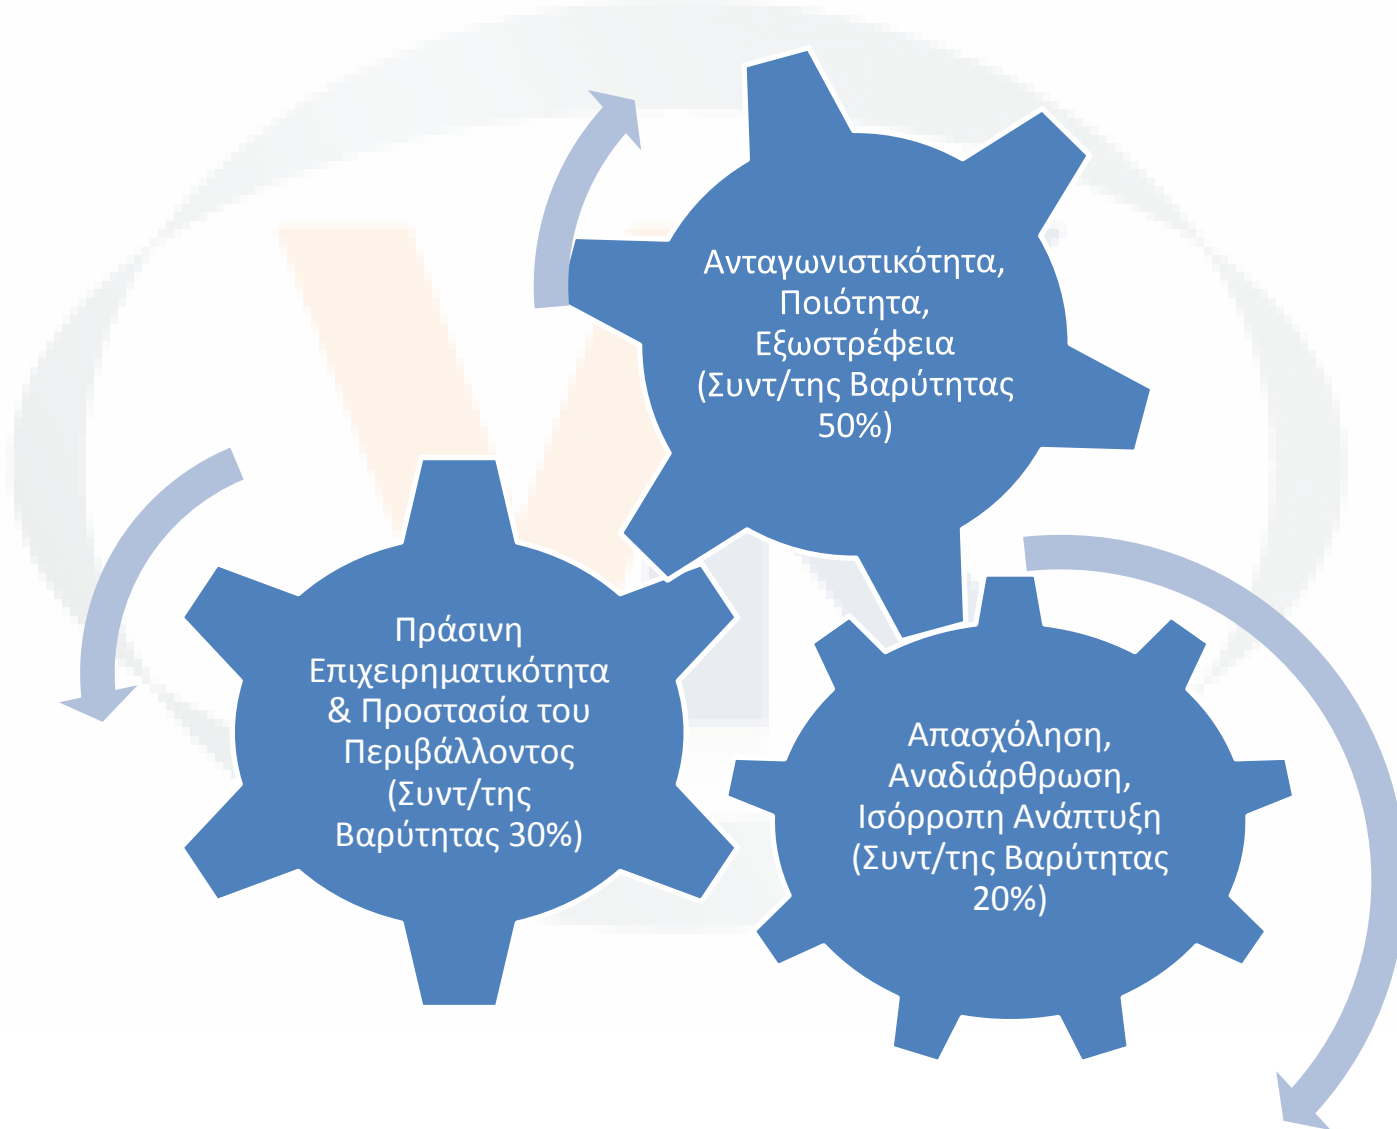 Ανταγωνιστικότητα,
Ποιότητα,
Εξωστρέφεια
(Συντ/της Βαρύτητας
50%)
Πράσινη
Επιχειρηματικότητα
& Προστασία του
Περιβάλλοντος
(Συντ/της
Βαρύτητας 30%)
Απασχόληση,
Αναδιάρθρωση,
Ισόρροπη Ανάπτυξη
(Συντ/της Βαρύτητας
20%)